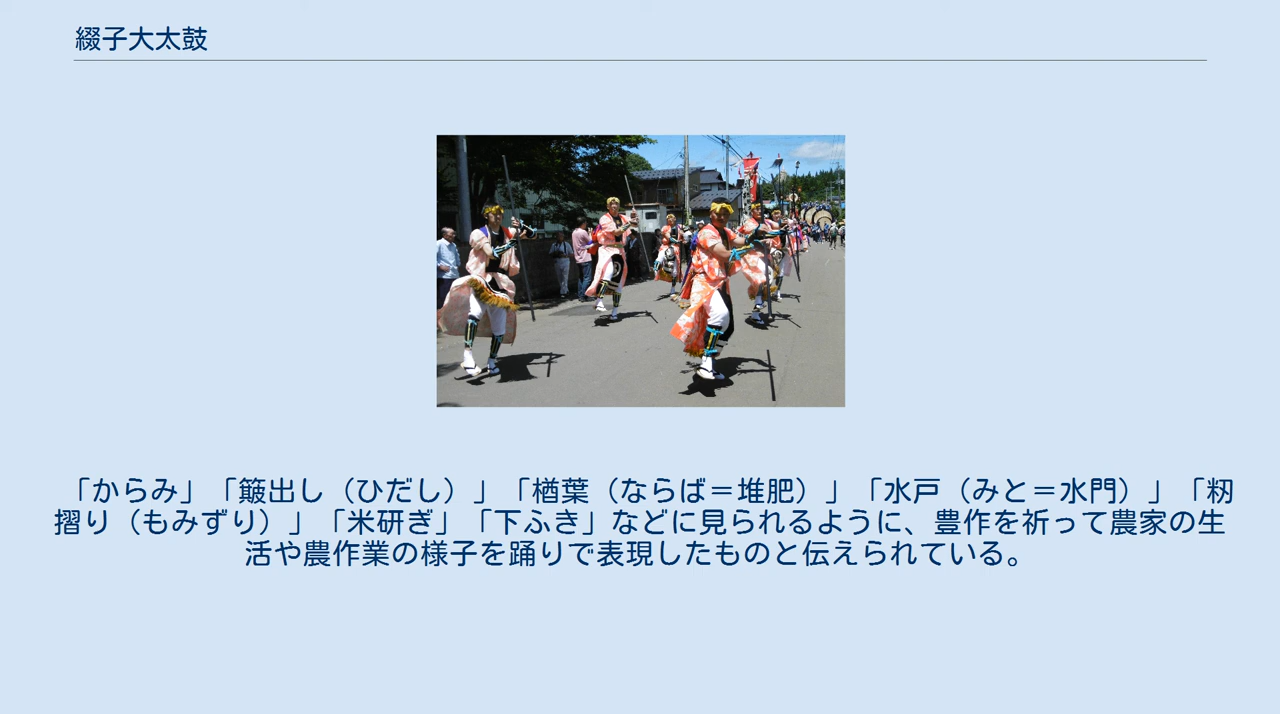 綴子大太鼓
「からみ」「簸出し（ひだし）」「楢葉（ならば＝堆肥）」「水戸（みと＝水門）」「籾
摺り（もみずり）」「米研ぎ」「下ふき」などに見られるように、豊作を祈って農家の生
活や農作業の様子を踊りで表現したものと伝えられている。